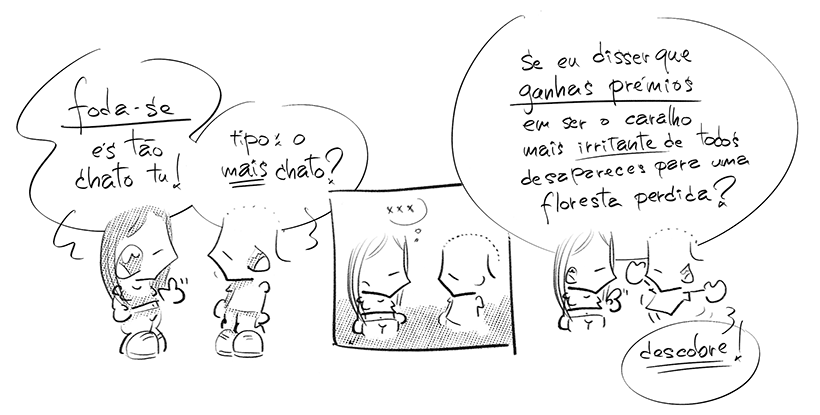 foda-se
és tão
chato tu!
tipo: o
mais chato?
xxx
Se eu disser que
ganhas prémios
em ser o caralho
mais irritante de todos
desapareces para uma
floresta perdida?
descobre!